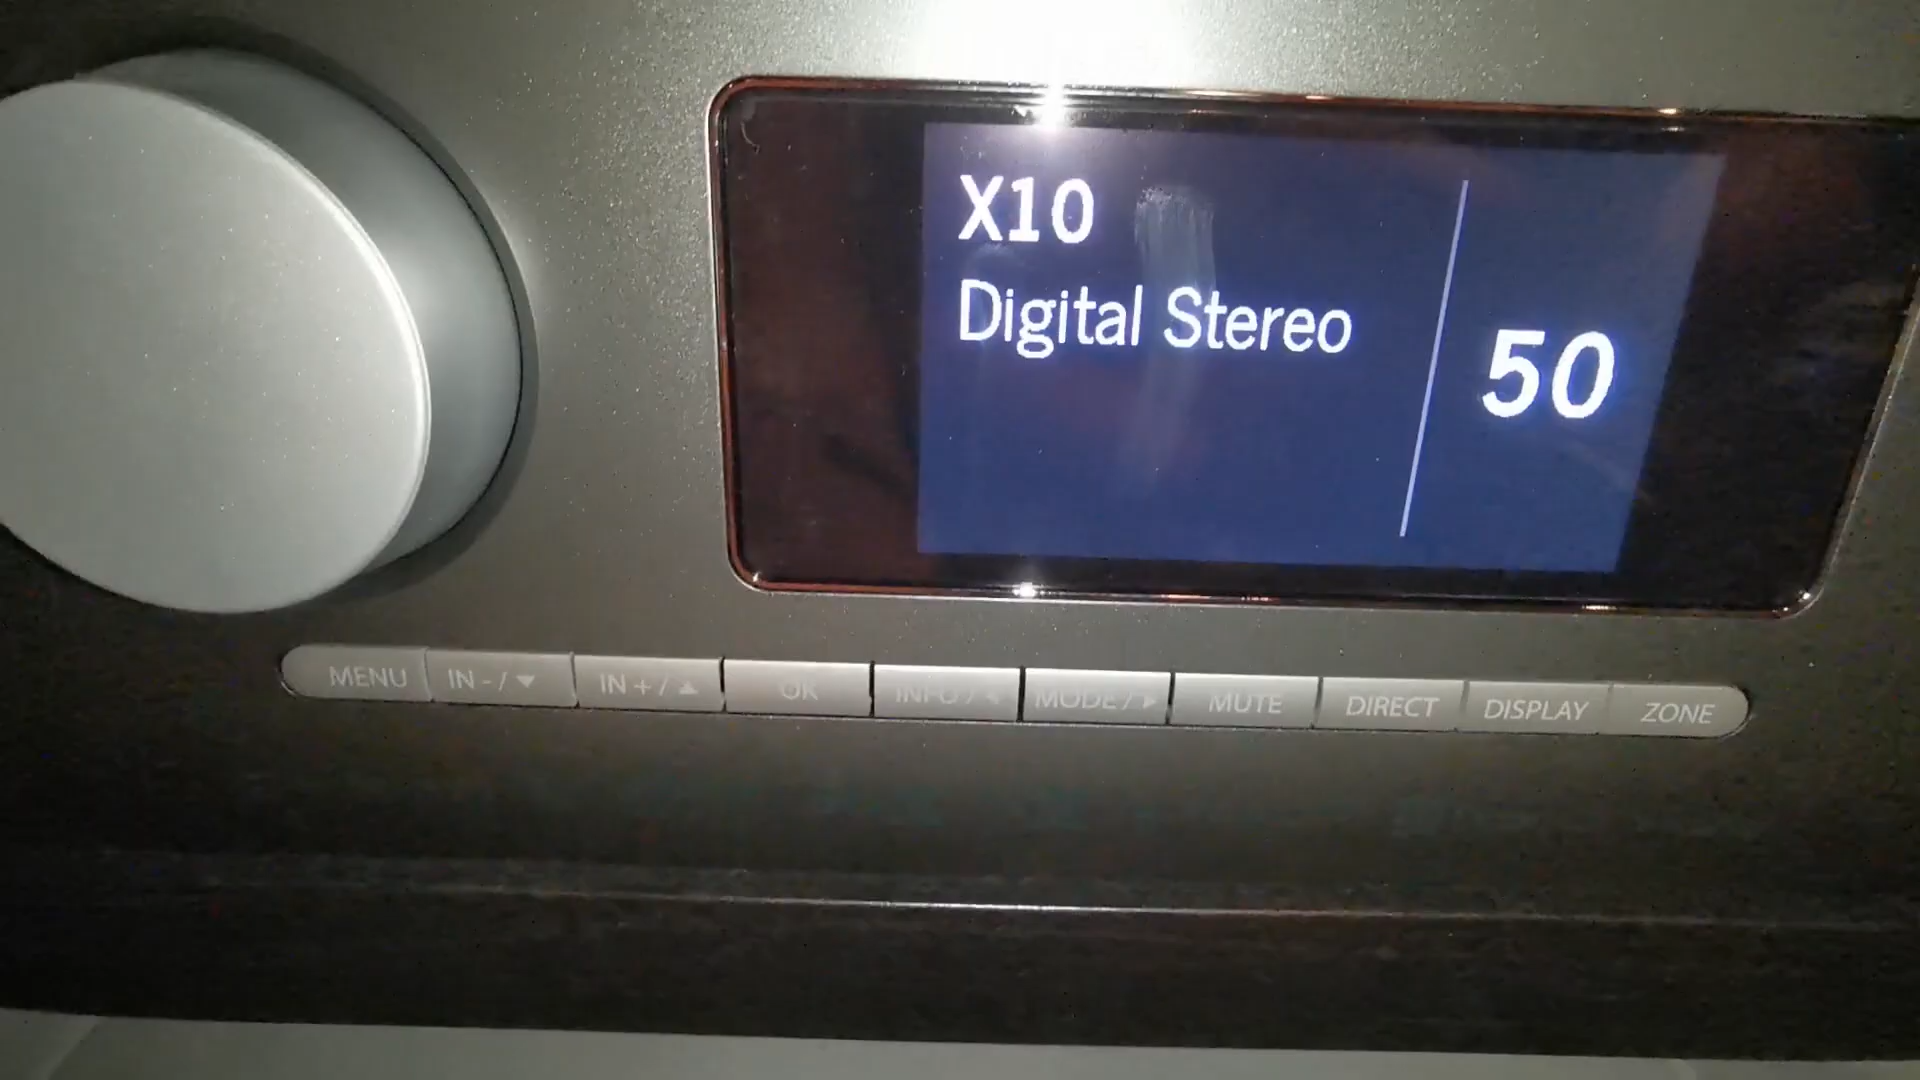 X10
Digital Stereo
50
MENU IN - / ▼ IN + / ▲ OK INFO / ◀ MODE / ▶ MUTE DIRECT DISPLAY ZONE